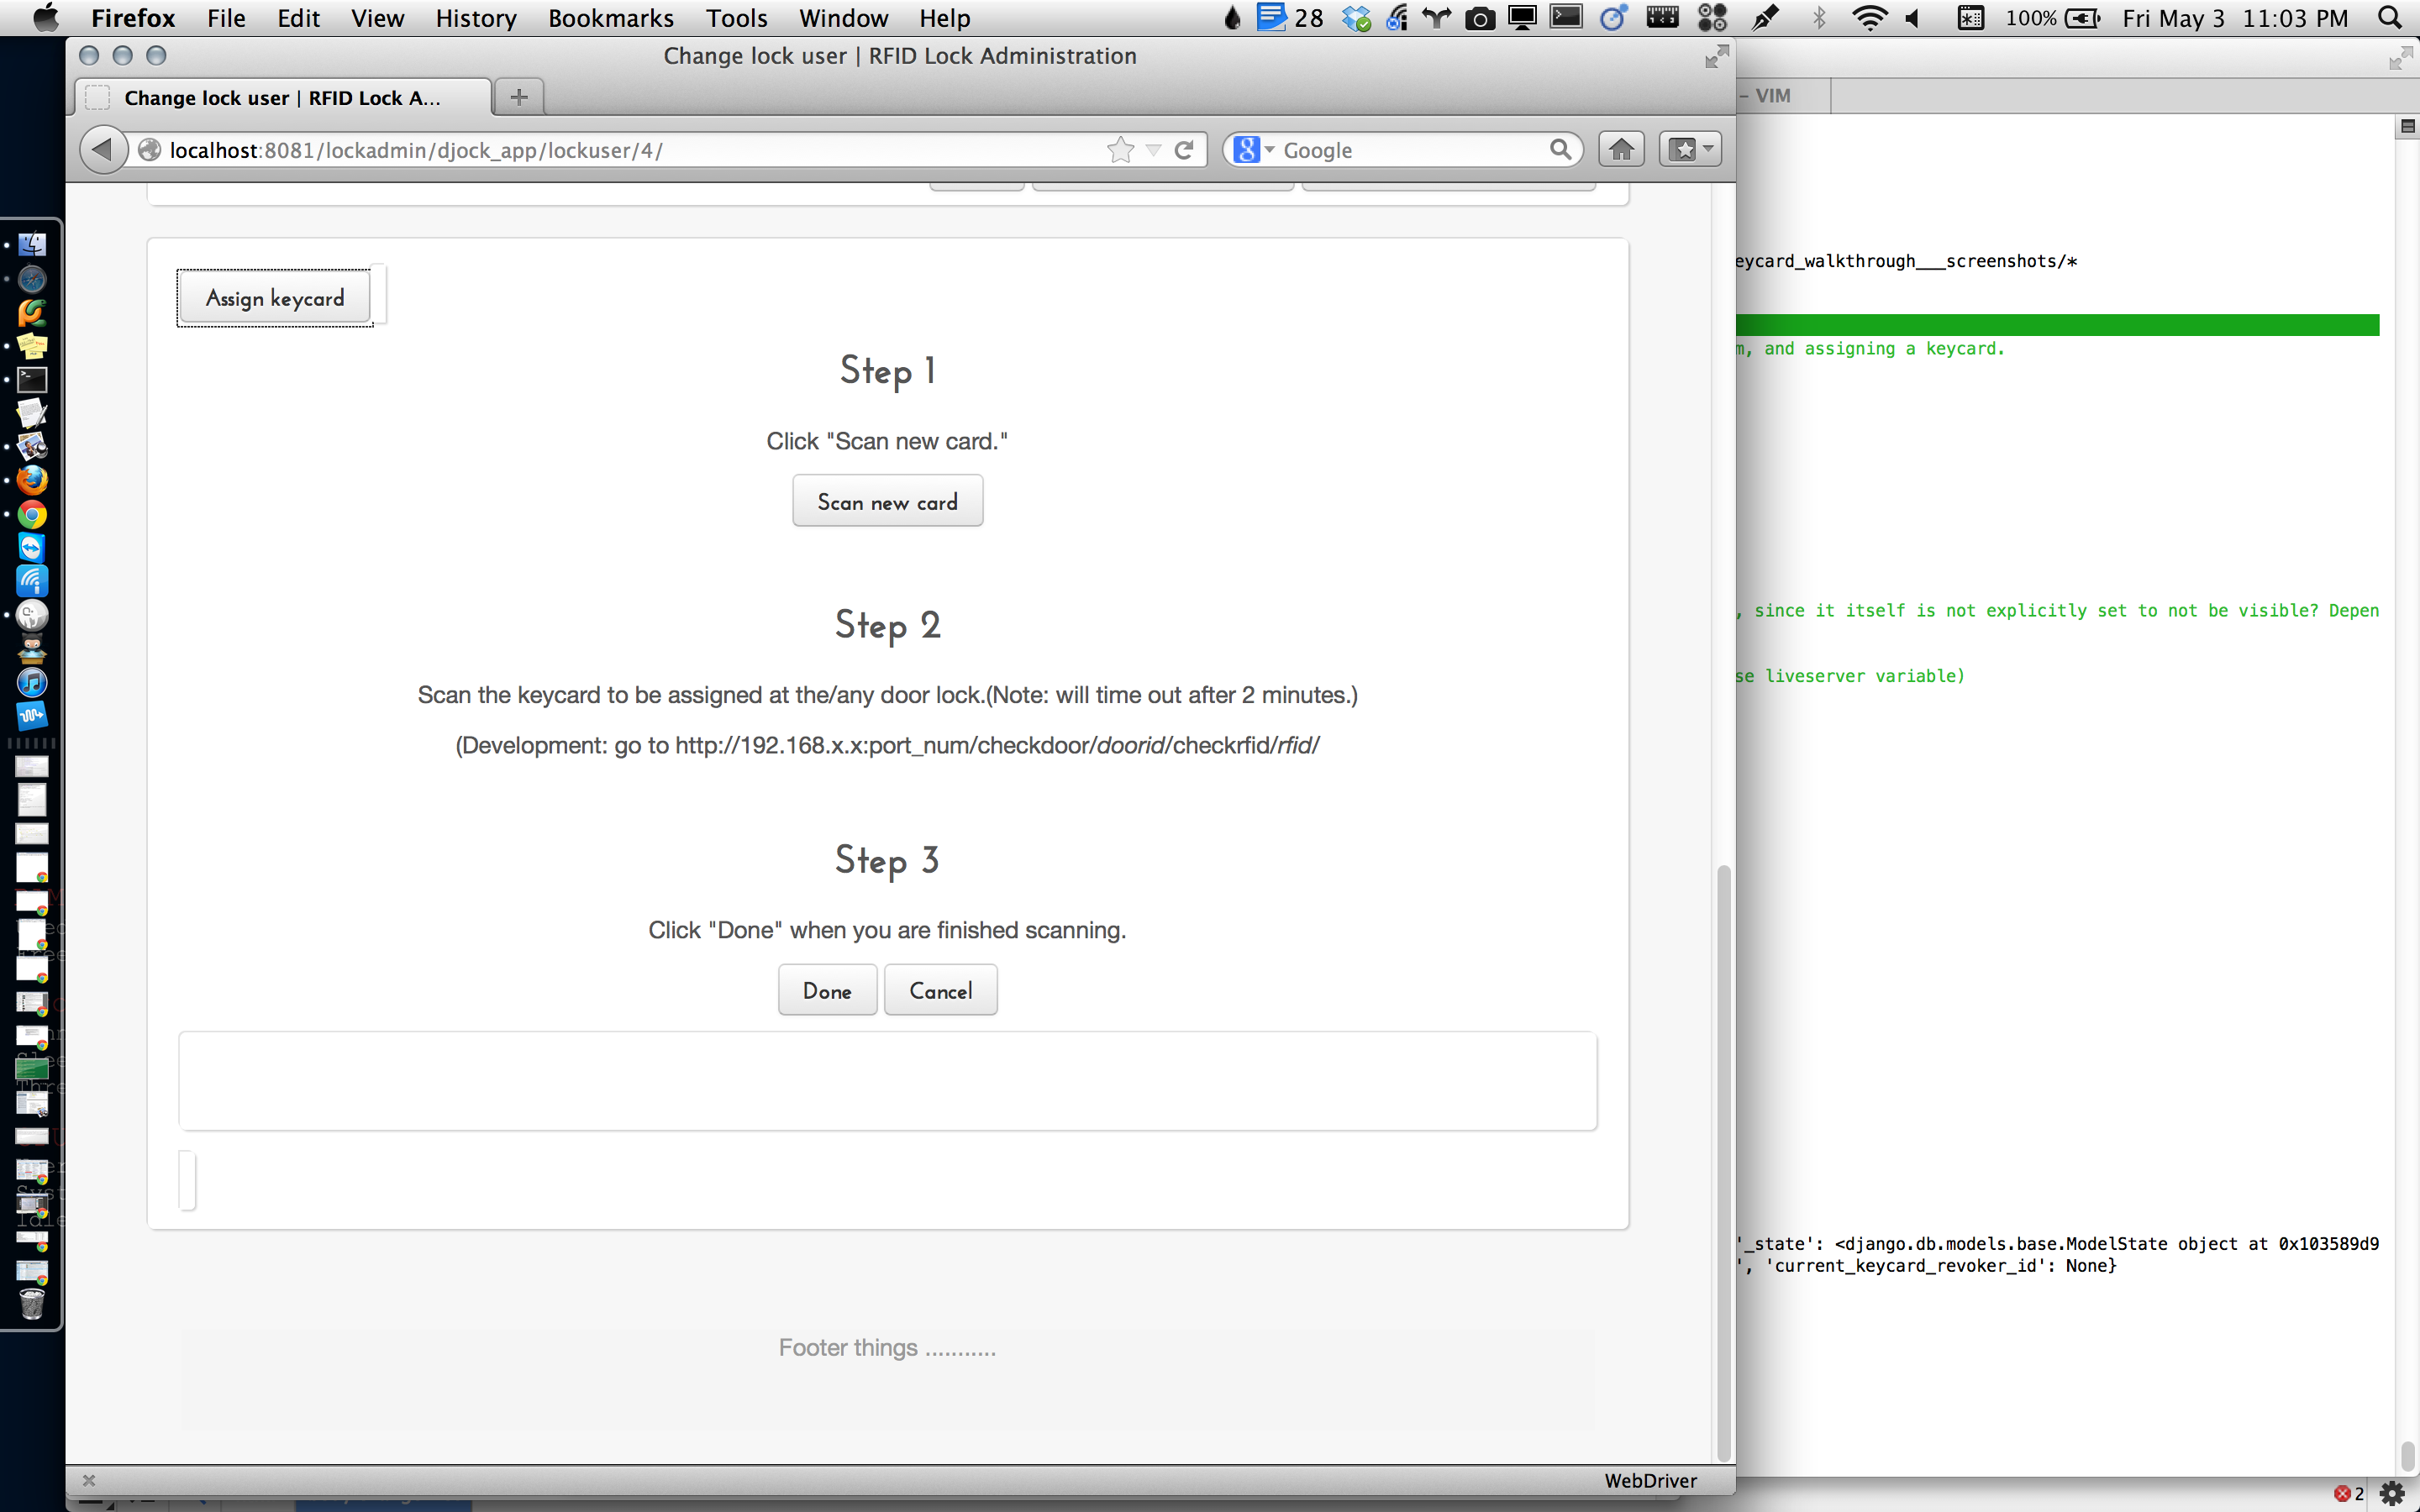 Firefox File Edit View History Bookmarks Tools Window Help 28 100% Fri May 3 11:03 PM
Change lock user | RFID Lock Administration
Change lock user | RFID Lock A...
– VIM
localhost:8081/lockadmin/djock_app/lockuser/4/
Google
eycard_walkthrough___screenshots/*
Assign keycard
m, and assigning a keycard.
Step 1
Click "Scan new card."
Scan new card
, since it itself is not explicitly set to not be visible? Depen
Step 2
se liveserver variable)
Scan the keycard to be assigned at the/any door lock.(Note: will time out after 2 minutes.)
(Development: go to http://192.168.x.x:port_num/checkdoor/doorid/checkrfid/rfid/
Step 3
Click "Done" when you are finished scanning.
Done Cancel
'_state': <django.db.models.base.ModelState object at 0x103589d9
', 'current_keycard_revoker_id': None}
Footer things ...........
WebDriver
2